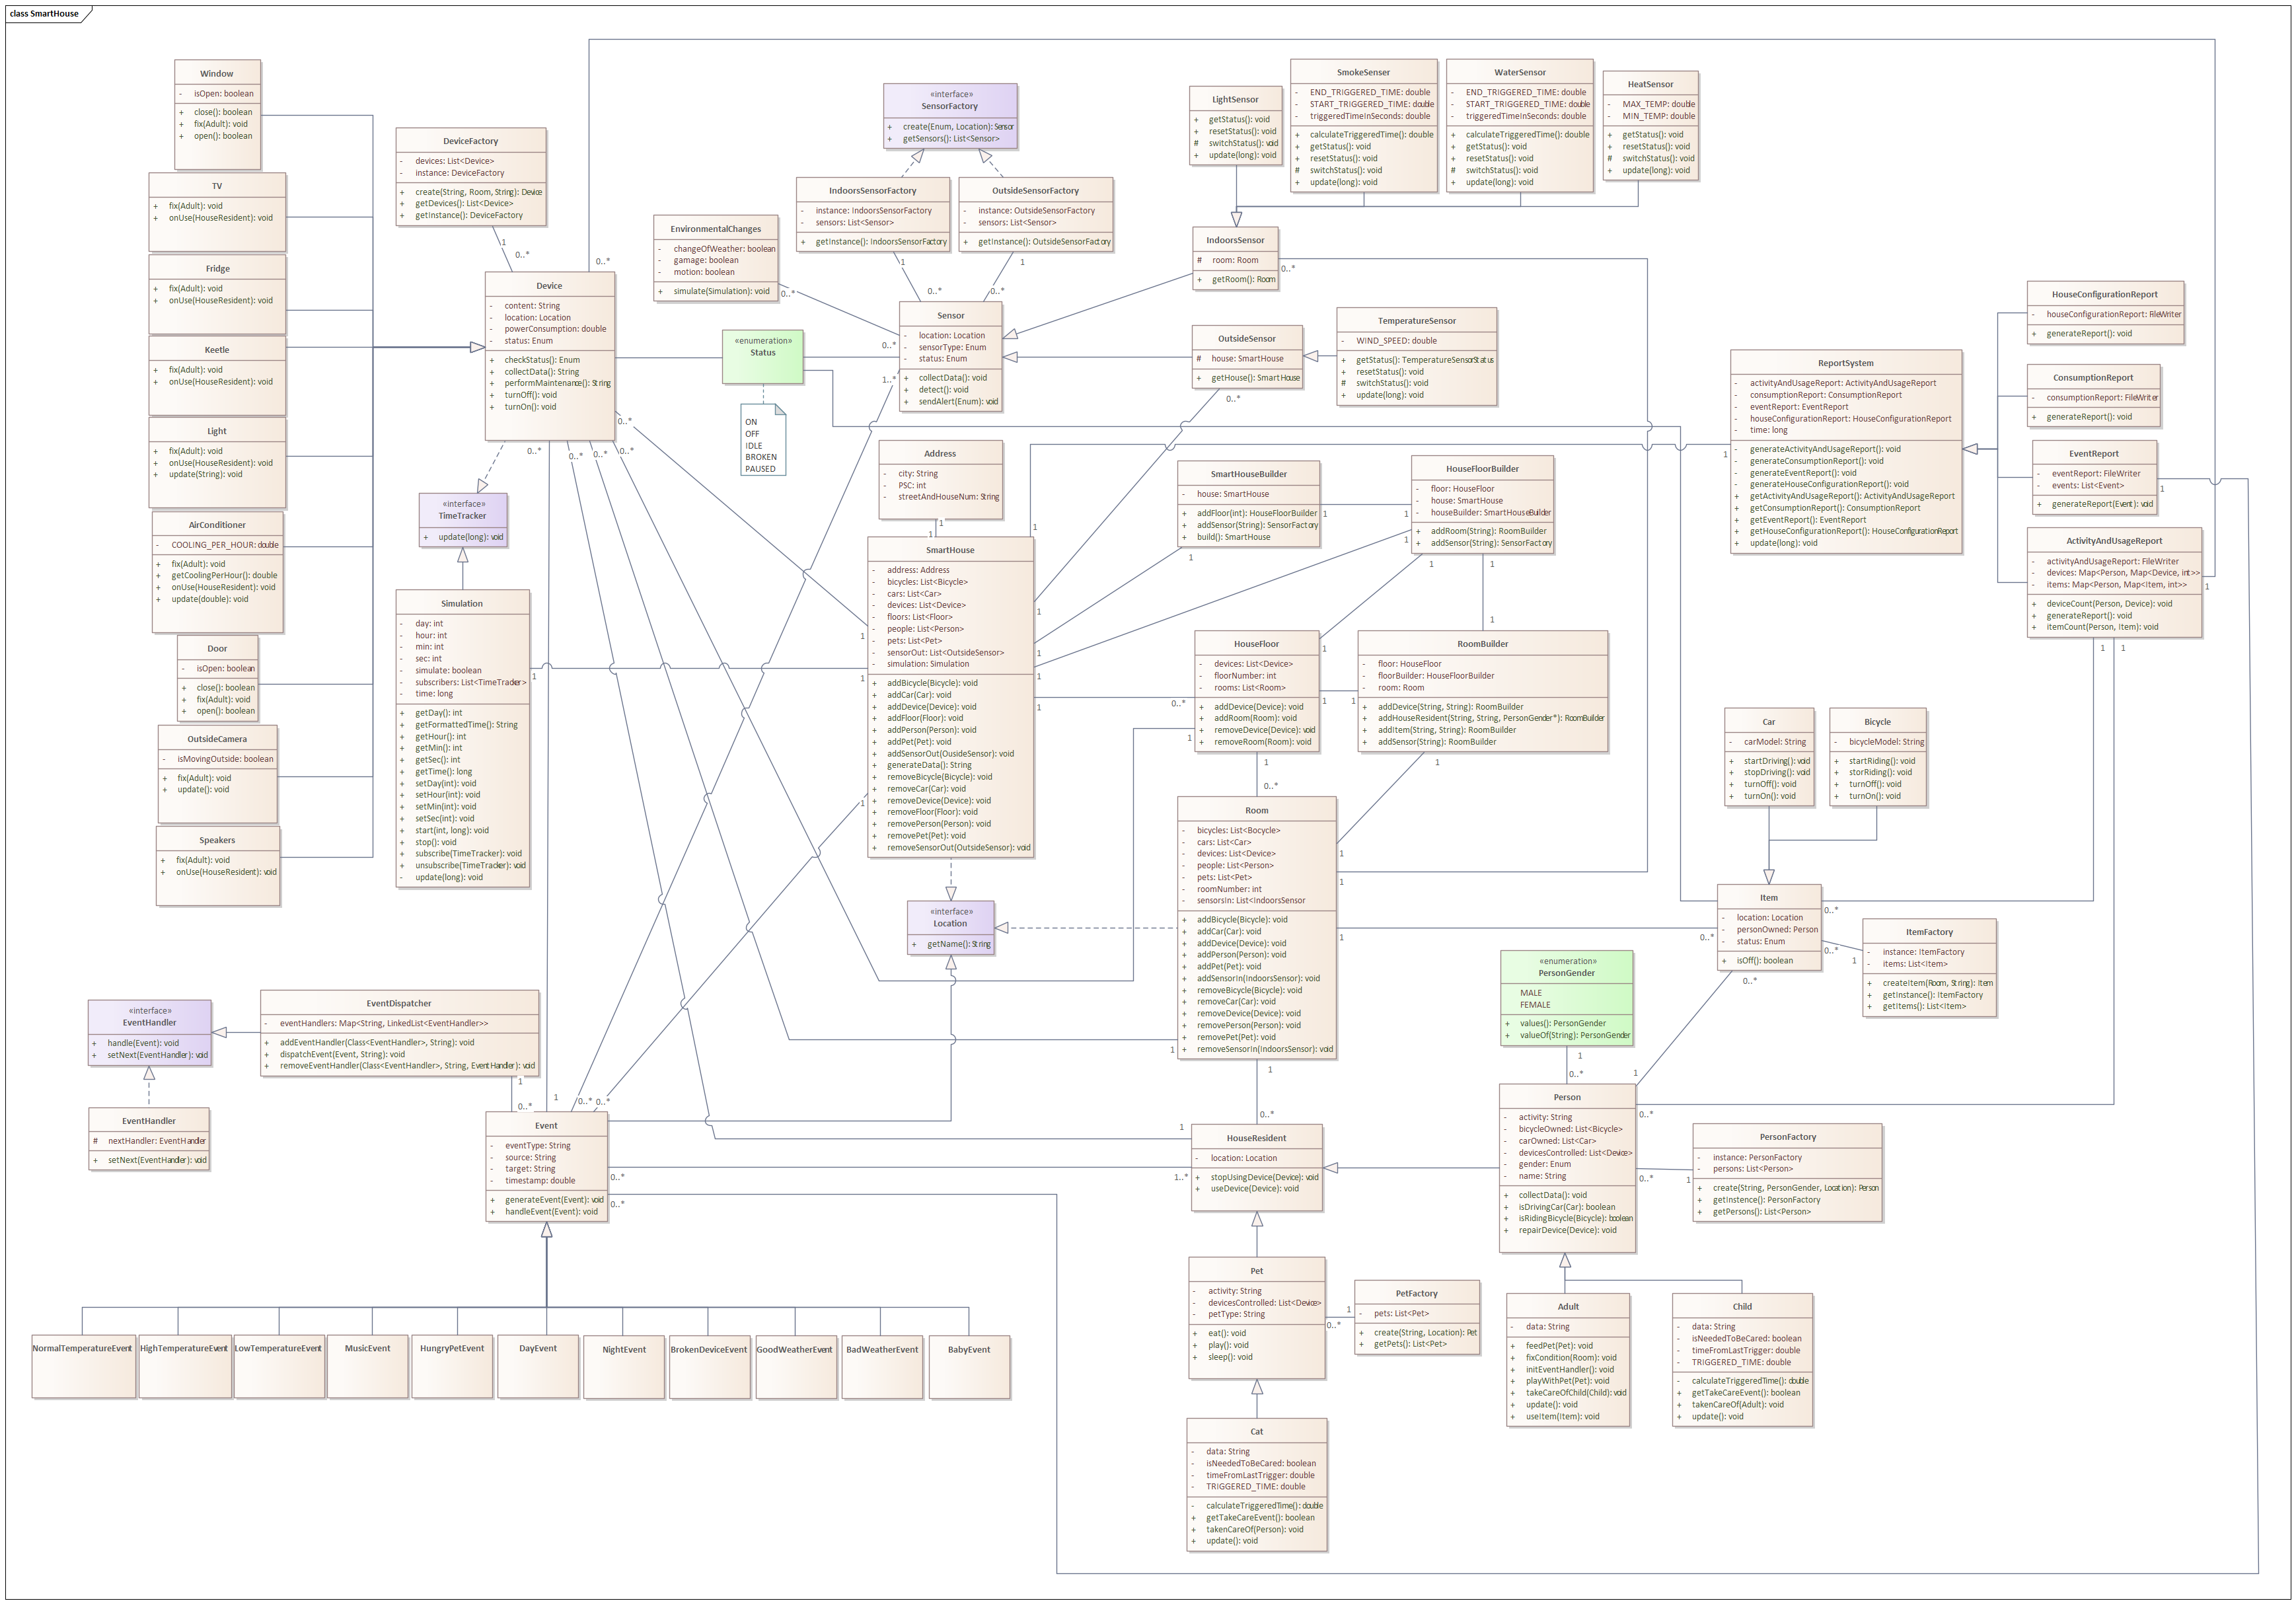 class SmartHouse
Window
- isOpen: boolean
+ close(): boolean
+ fix(Adult): void
+ open(): boolean
TV
+ fix(Adult): void
+ onUse(HouseResident): void
Fridge
+ fix(Adult): void
+ onUse(HouseResident): void
Keetle
+ fix(Adult): void
+ onUse(HouseResident): void
Light
+ fix(Adult): void
+ onUse(HouseResident): void
+ update(String): void
AirConditioner
- COOLING_PER_HOUR: double
+ fix(Adult): void
+ getCoolingPerHour(): double
+ onUse(HouseResident): void
+ update(double): void
Door
- isOpen: boolean
+ close(): boolean
+ fix(Adult): void
+ open(): boolean
OutsideCamera
- isMovingOutside: boolean
+ fix(Adult): void
+ update(): void
Speakers
+ fix(Adult): void
+ onUse(HouseResident): void
DeviceFactory
- devices: List<Device>
- instance: DeviceFactory
+ create(String, Room, String): Device
+ getDevices(): List<Device>
+ getInstance(): DeviceFactory
1
0..*
0..*
Device
- content: String
- location: Location
- powerConsumption: double
- status: Enum
+ checkStatus(): Enum
+ collectData(): String
+ performMaintenance(): String
+ turnOff(): void
+ turnOn(): void
0..*
0..*
0..*
0..*
0..*
«interface»
TimeTracker
+ update(long): void
Simulation
- day: int
- hour: int
- min: int
- sec: int
- simulate: boolean
- subscribers: List<TimeTracker>
- time: long
+ getDay(): int
+ getFormattedTime(): String
+ getHour(): int
+ getMin(): int
+ getSec(): int
+ getTime(): long
+ setDay(int): void
+ setHour(int): void
+ setMin(int): void
+ setSec(int): void
+ start(int, long): void
+ stop(): void
+ subscribe(TimeTracker): void
+ unsubscribe(TimeTracker): void
- update(long): void
1
EnvironmentalChanges
- changeOfWeather: boolean
- gamage: boolean
- motion: boolean
+ simulate(Simulation): void
0..*
«interface»
SensorFactory
+ create(Enum, Location): Sensor
+ getSensors(): List<Sensor>
IndoorsSensorFactory
- instance: IndoorsSensorFactory
- sensors: List<Sensor>
+ getInstance(): IndoorsSensorFactory
1
0..*
OutsideSensorFactory
- instance: OutsideSensorFactory
- sensors: List<Sensor>
+ getInstance(): OutsideSensorFactory
1
0..*
Sensor
- location: Location
- sensorType: Enum
- status: Enum
+ collectData(): void
+ detect(): void
+ sendAlert(Enum): void
0..*
1..*
«enumeration»
Status
ON
OFF
IDLE
BROKEN
PAUSED
LightSensor
+ getStatus(): void
+ resetStatus(): void
# switchStatus(): void
+ update(long): void
SmokeSenser
- END_TRIGGERED_TIME: double
- START_TRIGGERED_TIME: double
- triggeredTimeInSeconds: double
+ calculateTriggeredTime(): double
+ getStatus(): void
+ resetStatus(): void
# switchStatus(): void
+ update(long): void
WaterSensor
- END_TRIGGERED_TIME: double
- START_TRIGGERED_TIME: double
- triggeredTimeInSeconds: double
+ calculateTriggeredTime(): double
+ getStatus(): void
+ resetStatus(): void
# switchStatus(): void
+ update(long): void
HeatSensor
- MAX_TEMP: double
- MIN_TEMP: double
+ getStatus(): void
+ resetStatus(): void
# switchStatus(): void
+ update(long): void
IndoorsSensor
# room: Room
+ getRoom(): Room
0..*
OutsideSensor
# house: SmartHouse
+ getHouse(): SmartHouse
0..*
TemperatureSensor
- WIND_SPEED: double
+ getStatus(): TemperatureSensorStatus
+ resetStatus(): void
# switchStatus(): void
+ update(long): void
Address
- city: String
- PSC: int
- streetAndHouseNum: String
1
1
SmartHouse
- address: Address
- bicycles: List<Bicycle>
- cars: List<Car>
- devices: List<Device>
- floors: List<Floor>
- people: List<Person>
- pets: List<Pet>
- sensorOut: List<OutsideSensor>
- simulation: Simulation
+ addBicycle(Bicycle): void
+ addCar(Car): void
+ addDevice(Device): void
+ addFloor(Floor): void
+ addPerson(Person): void
+ addPet(Pet): void
+ addSensorOut(OusideSensor): void
+ generateData(): String
+ removeBicycle(Bicycle): void
+ removeCar(Car): void
+ removeDevice(Device): void
+ removeFloor(Floor): void
+ removePerson(Person): void
+ removePet(Pet): void
+ removeSensorOut(OutsideSensor): void
1
1
1
1
1
1
1
1
SmartHouseBuilder
- house: SmartHouse
+ addFloor(int): HouseFloorBuilder
+ addSensor(String): SensorFactory
+ build(): SmartHouse
1
1
HouseFloorBuilder
- floor: HouseFloor
- house: SmartHouse
- houseBuilder: SmartHouseBuilder
+ addRoom(String): RoomBuilder
+ addSensor(String): SensorFactory
1
1
1
1
HouseFloor
- devices: List<Device>
- floorNumber: int
- rooms: List<Room>
+ addDevice(Device): void
+ addRoom(Room): void
+ removeDevice(Device): void
+ removeRoom(Room): void
1
0..*
1
1
1
RoomBuilder
- floor: HouseFloor
- floorBuilder: HouseFloorBuilder
- room: Room
+ addDevice(String, String): RoomBuilder
+ addHouseResident(String, String, PersonGender*): RoomBuilder
+ addItem(String, String): RoomBuilder
+ addSensor(String): RoomBuilder
1
1
1
0..*
Room
- bicycles: List<Bocycle>
- cars: List<Car>
- devices: List<Device>
- people: List<Person>
- pets: List<Pet>
- roomNumber: int
- sensorsIn: List<IndoorsSensor
+ addBicycle(Bicycle): void
+ addCar(Car): void
+ addDevice(Device): void
+ addPerson(Person): void
+ addPet(Pet): void
+ addSensorIn(IndoorsSensor): void
+ removeBicycle(Bicycle): void
+ removeCar(Car): void
+ removeDevice(Device): void
+ removePerson(Person): void
+ removePet(Pet): void
+ removeSensorIn(IndoorsSensor): void
1
1
1
1
1
«interface»
Location
+ getName(): String
ReportSystem
- activityAndUsageReport: ActivityAndUsageReport
- consumptionReport: ConsumptionReport
- eventReport: EventReport
- houseConfigurationReport: HouseConfigurationReport
- time: long
- generateActivityAndUsageReport(): void
- generateConsumptionReport(): void
- generateEventReport(): void
- generateHouseConfigurationReport(): void
+ getActivityAndUsageReport(): ActivityAndUsageReport
+ getConsumptionReport(): ConsumptionReport
+ getEventReport(): EventReport
+ getHouseConfigurationReport(): HouseConfigurationReport
+ update(long): void
1
HouseConfigurationReport
- houseConfigurationReport: FileWriter
+ generateReport(): void
ConsumptionReport
- consumptionReport: FileWriter
+ generateReport(): void
EventReport
- eventReport: FileWriter
- events: List<Event>
+ generateReport(Event): void
1
ActivityAndUsageReport
- activityAndUsageReport: FileWriter
- devices: Map<Person, Map<Device, int>>
- items: Map<Person, Map<Item, int>>
+ deviceCount(Person, Device): void
+ generateReport(): void
+ itemCount(Person, Item): void
1
1
1
Car
- carModel: String
+ startDriving(): void
+ stopDriving(): void
+ turnOff(): void
+ turnOn(): void
Bicycle
- bicycleModel: String
+ startRiding(): void
+ storRiding(): void
+ turnOff(): void
+ turnOn(): void
Item
- location: Location
- personOwned: Person
- status: Enum
+ isOff(): boolean
0..*
0..*
0..*
0..*
ItemFactory
- instance: ItemFactory
- items: List<Item>
+ createItem(Room, String): Item
+ getInstance(): ItemFactory
+ getItems(): List<Item>
1
«enumeration»
PersonGender
MALE
FEMALE
+ values(): PersonGender
+ valueOf(String): PersonGender
1
0..*
1
Person
- activity: String
- bicycleOwned: List<Bicycle>
- carOwned: List<Car>
- devicesControlled: List<Device>
- gender: Enum
- name: String
+ collectData(): void
+ isDrivingCar(Car): boolean
+ isRidingBicycle(Bicycle): boolean
+ repairDevice(Device): void
0..*
0..*
PersonFactory
- instance: PersonFactory
- persons: List<Person>
+ create(String, PersonGender, Location): Person
+ getInstence(): PersonFactory
+ getPersons(): List<Person>
1
«interface»
EventHandler
+ handle(Event): void
+ setNext(EventHandler): void
EventDispatcher
- eventHandlers: Map<String, LinkedList<EventHandler>>
+ addEventHandler(Class<EventHandler>, String): void
+ dispatchEvent(Event, String): void
+ removeEventHandler(Class<EventHandler>, String, EventHandler): void
1
0..*
EventHandler
# nextHandler: EventHandler
+ setNext(EventHandler): void
1
0..*
0..*
Event
- eventType: String
- source: String
- target: String
- timestamp: double
+ generateEvent(Event): void
+ handleEvent(Event): void
0..*
0..*
0..*
1
1..*
HouseResident
- location: Location
+ stopUsingDevice(Device): void
+ useDevice(Device): void
Pet
- activity: String
- devicesControlled: List<Device>
- petType: String
+ eat(): void
+ play(): void
+ sleep(): void
0..*
1
PetFactory
- pets: List<Pet>
+ create(String, Location): Pet
+ getPets(): List<Pet>
Adult
- data: String
+ feedPet(Pet): void
+ fixCondition(Room): void
+ initEventHandler(): void
+ playWithPet(Pet): void
+ takeCareOfChild(Child): void
+ update(): void
+ useItem(Item): void
Child
- data: String
- isNeededToBeCared: boolean
- timeFromLastTrigger: double
- TRIGGERED_TIME: double
- calculateTriggeredTime(): double
+ getTakeCareEvent(): boolean
+ takenCareOf(Adult): void
+ update(): void
NormalTemperatureEvent
HighTemperatureEvent
LowTemperatureEvent
MusicEvent
HungryPetEvent
DayEvent
NightEvent
BrokenDeviceEvent
GoodWeatherEvent
BadWeatherEvent
BabyEvent
Cat
- data: String
- isNeededToBeCared: boolean
- timeFromLastTrigger: double
- TRIGGERED_TIME: double
- calculateTriggeredTime(): double
+ getTakeCareEvent(): boolean
+ takenCareOf(Person): void
+ update(): void